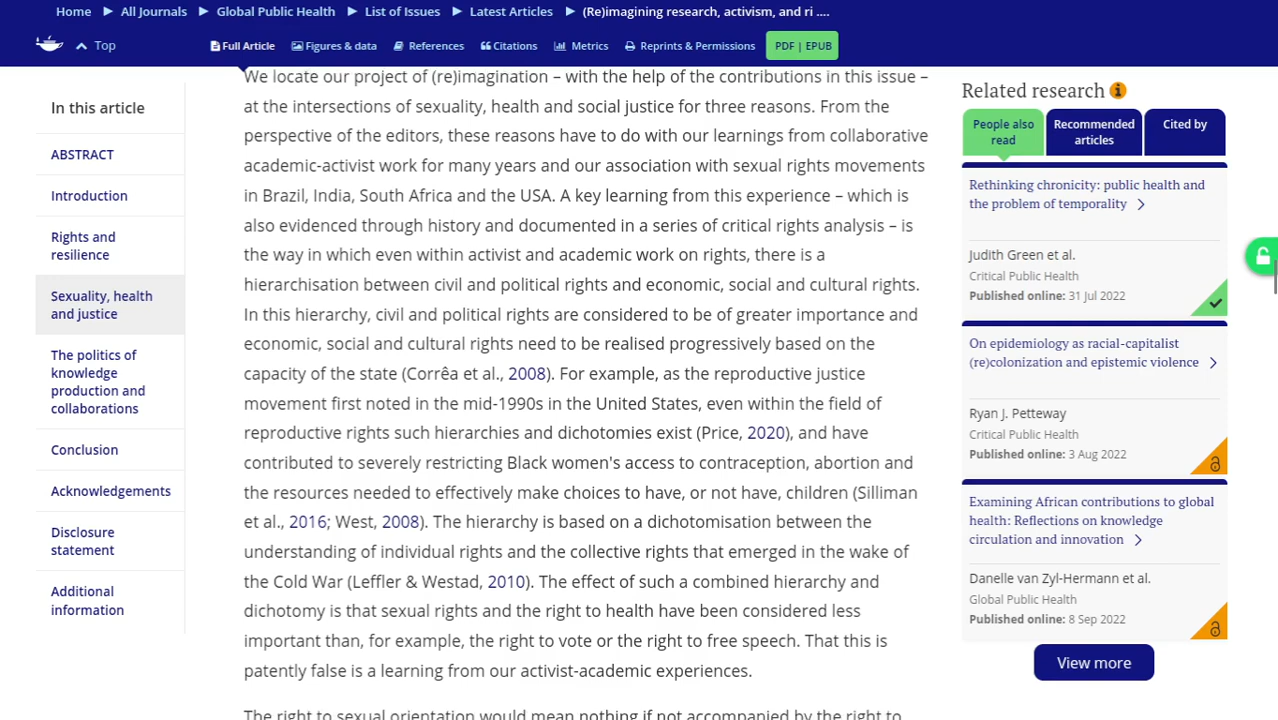 Home ▶ All Journals ▶ Global Public Health ▶ List of Issues ▶ Latest Articles ▶ (Re)imagining research, activism, and ri ....
Top
Full Article Figures & data References Citations Metrics Reprints & Permissions PDF | EPUB
In this article
ABSTRACT
Introduction
Rights and
resilience
Sexuality, health
and justice
The politics of
knowledge
production and
collaborations
Conclusion
Acknowledgements
Disclosure
statement
Additional
information
We locate our project of (re)imagination – with the help of the contributions in this issue –
at the intersections of sexuality, health and social justice for three reasons. From the
perspective of the editors, these reasons have to do with our learnings from collaborative
academic-activist work for many years and our association with sexual rights movements
in Brazil, India, South Africa and the USA. A key learning from this experience – which is
also evidenced through history and documented in a series of critical rights analysis – is
the way in which even within activist and academic work on rights, there is a
hierarchisation between civil and political rights and economic, social and cultural rights.
In this hierarchy, civil and political rights are considered to be of greater importance and
economic, social and cultural rights need to be realised progressively based on the
capacity of the state (Corrêa et al., 2008). For example, as the reproductive justice
movement first noted in the mid-1990s in the United States, even within the field of
reproductive rights such hierarchies and dichotomies exist (Price, 2020), and have
contributed to severely restricting Black women's access to contraception, abortion and
the resources needed to effectively make choices to have, or not have, children (Silliman
et al., 2016; West, 2008). The hierarchy is based on a dichotomisation between the
understanding of individual rights and the collective rights that emerged in the wake of
the Cold War (Leffler & Westad, 2010). The effect of such a combined hierarchy and
dichotomy is that sexual rights and the right to health have been considered less
important than, for example, the right to vote or the right to free speech. That this is
patently false is a learning from our activist-academic experiences.
The right to sexual orientation would mean nothing if not accompanied by the right to
Related research
People also
read
Recommended
articles
Cited by
Rethinking chronicity: public health and
the problem of temporality
Judith Green et al.
Critical Public Health
Published online: 31 Jul 2022
On epidemiology as racial-capitalist
(re)colonization and epistemic violence
Ryan J. Petteway
Critical Public Health
Published online: 3 Aug 2022
Examining African contributions to global
health: Reflections on knowledge
circulation and innovation
Danelle van Zyl-Hermann et al.
Global Public Health
Published online: 8 Sep 2022
View more